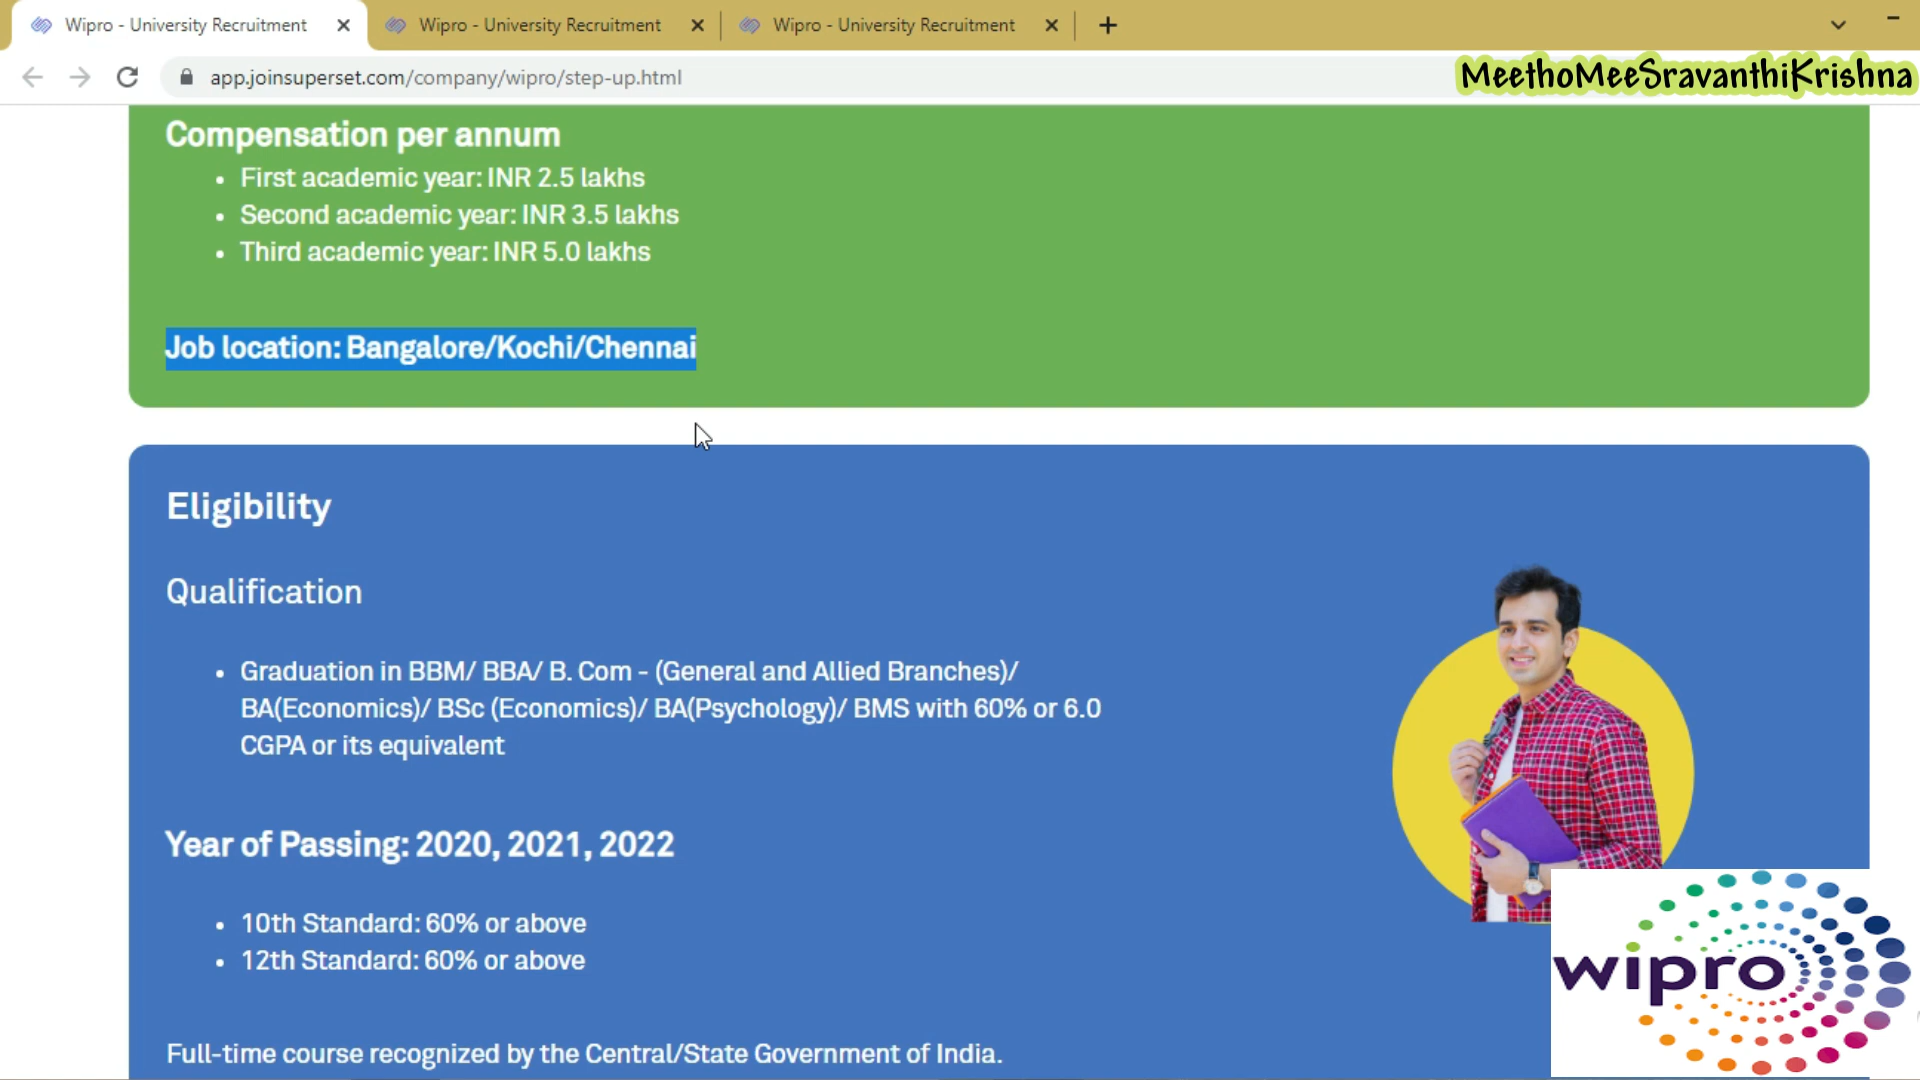 Wipro - University Recruitment
Wipro - University Recruitment
Wipro - University Recruitment
app.joinsuperset.com/company/wipro/step-up.html
MeethoMeeSravanthiKrishna
Compensation per annum
First academic year: INR 2.5 lakhs
Second academic year: INR 3.5 lakhs
Third academic year: INR 5.0 lakhs
Job location: Bangalore/Kochi/Chennai
Eligibility
Qualification
Graduation in BBM/ BBA/ B. Com - (General and Allied Branches)/
BA(Economics)/ BSc (Economics)/ BA(Psychology)/ BMS with 60% or 6.0
CGPA or its equivalent
Year of Passing: 2020, 2021, 2022
10th Standard: 60% or above
12th Standard: 60% or above
Full-time course recognized by the Central/State Government of India.
wipro